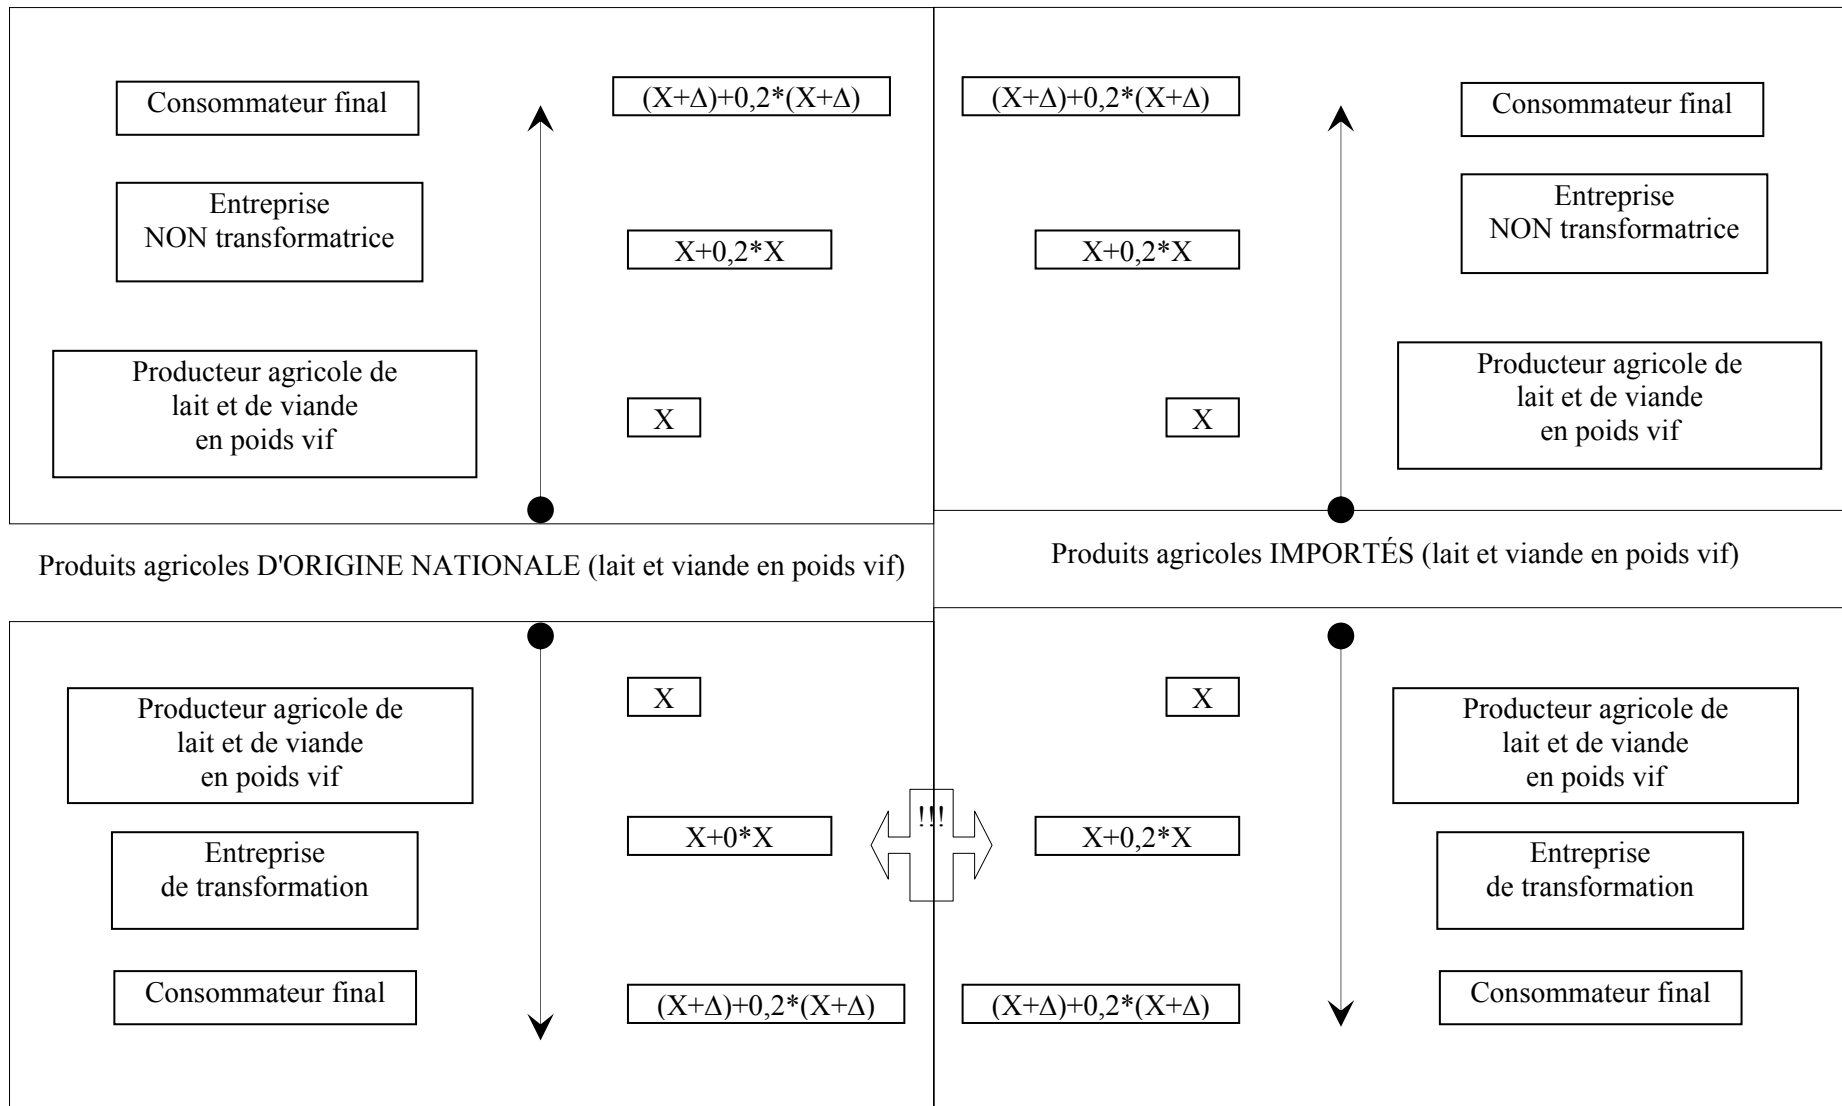 Consommateur final
(X+Δ)+0,2*(X+Δ)
Entreprise
NON transformatrice
X+0,2*X
Producteur agricole de
lait et de viande
en poids vif
X
(X+Δ)+0,2*(X+Δ)
Consommateur final
X+0,2*X
Entreprise
NON transformatrice
X
Producteur agricole de
lait et de viande
en poids vif
Produits agricoles D'ORIGINE NATIONALE (lait et viande en poids vif)
Produits agricoles IMPORTÉS (lait et viande en poids vif)
Producteur agricole de
lait et de viande
en poids vif
X
Entreprise
de transformation
X+0*X
!!!
Consommateur final
(X+Δ)+0,2*(X+Δ)
X
Producteur agricole de
lait et de viande
en poids vif
X+0,2*X
Entreprise
de transformation
(X+Δ)+0,2*(X+Δ)
Consommateur final